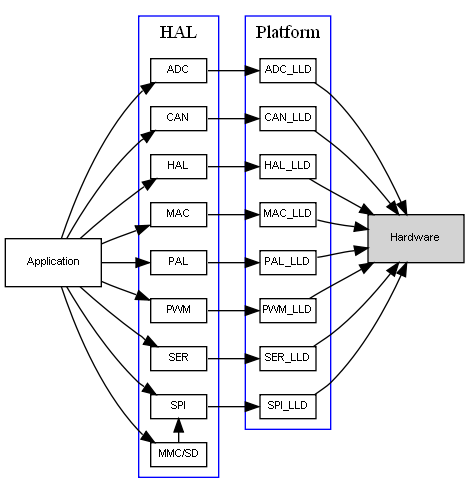 HAL
Platform
ADC
ADC_LLD
CAN
CAN_LLD
HAL
HAL_LLD
MAC
MAC_LLD
Hardware
Application
PAL
PAL_LLD
PWM
PWM_LLD
SER
SER_LLD
SPI
SPI_LLD
MMC/SD